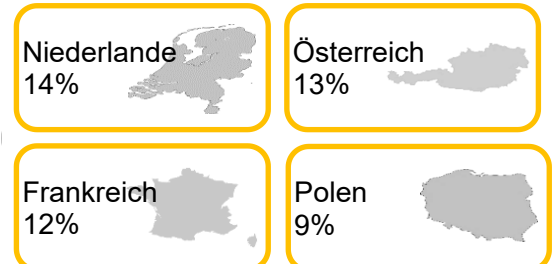 Niederlande
14%
Österreich
13%
Frankreich
12%
Polen
9%